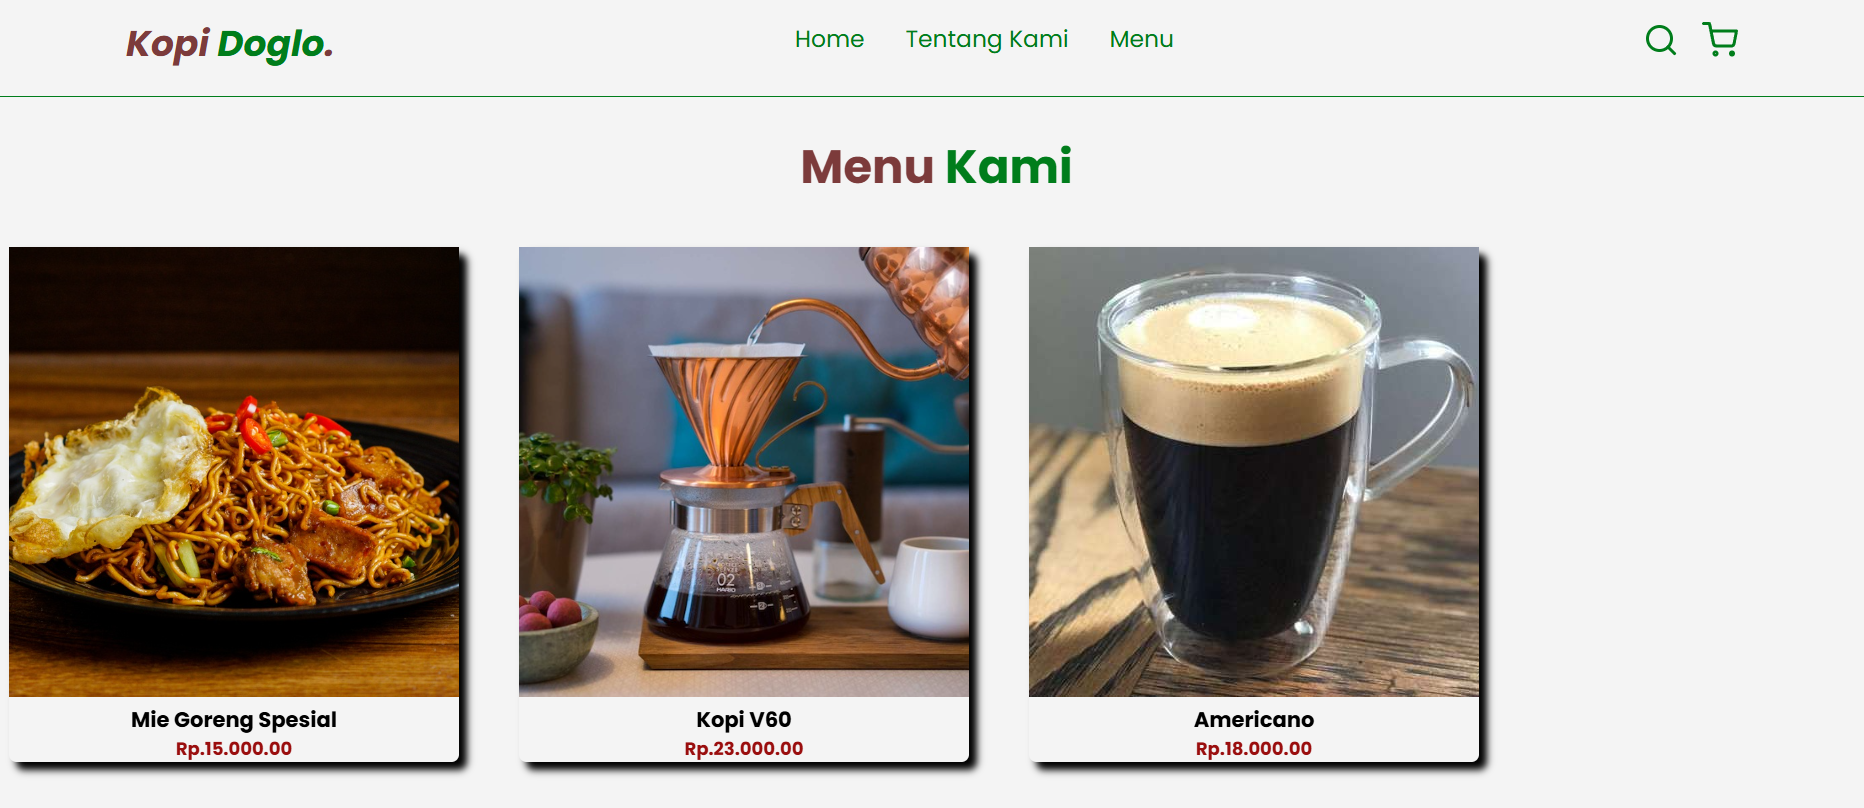 Kopi Doglo.
Home Tentang Kami Menu
Menu Kami
02
HARIO
Mie Goreng Spesial
Rp.15.000.00
Kopi V60
Rp.23.000.00
Americano
Rp.18.000.00